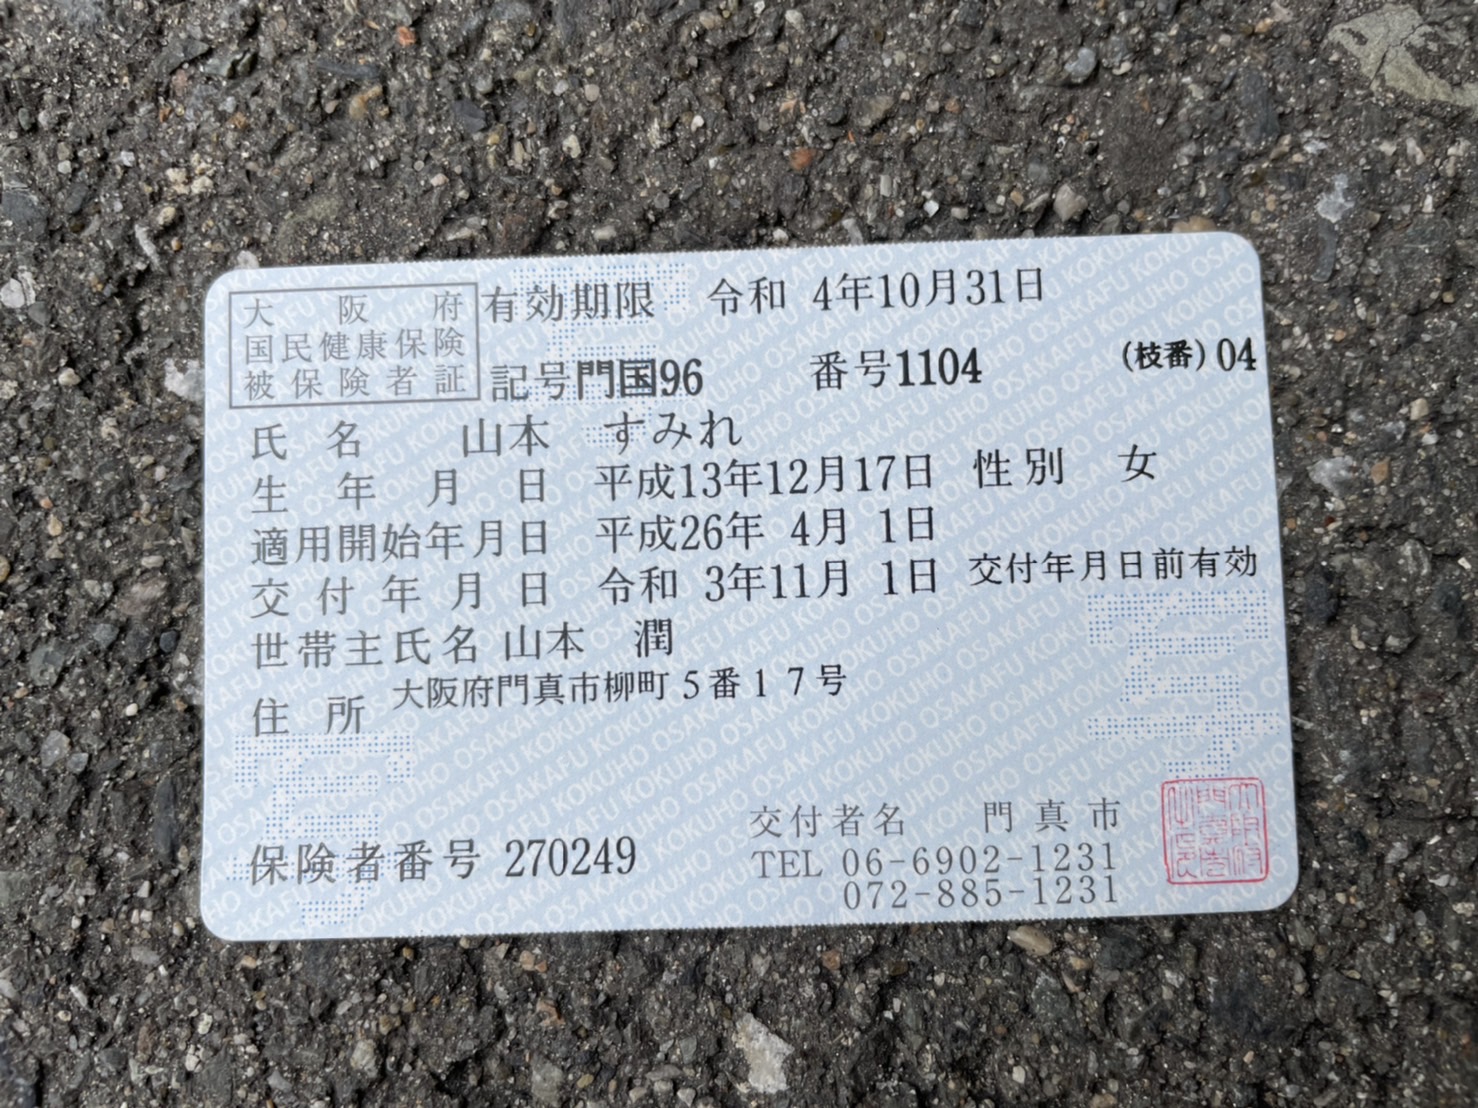 大阪府
国民健康保険
被保険者証
有効期限 令和 4年10月31日
記号門国96 番号1104 (枝番)04
氏名 山本 すみれ
生年月日 平成13年12月17日 性別 女
適用開始年月日 平成26年 4月 1日
交付年月日 令和 3年11月 1日 交付年月日前有効
世帯主氏名 山本 潤
住所 大阪府門真市柳町5番17号
保険者番号 270249
交付者名 門真市
TEL 06-6902-1231
072-885-1231